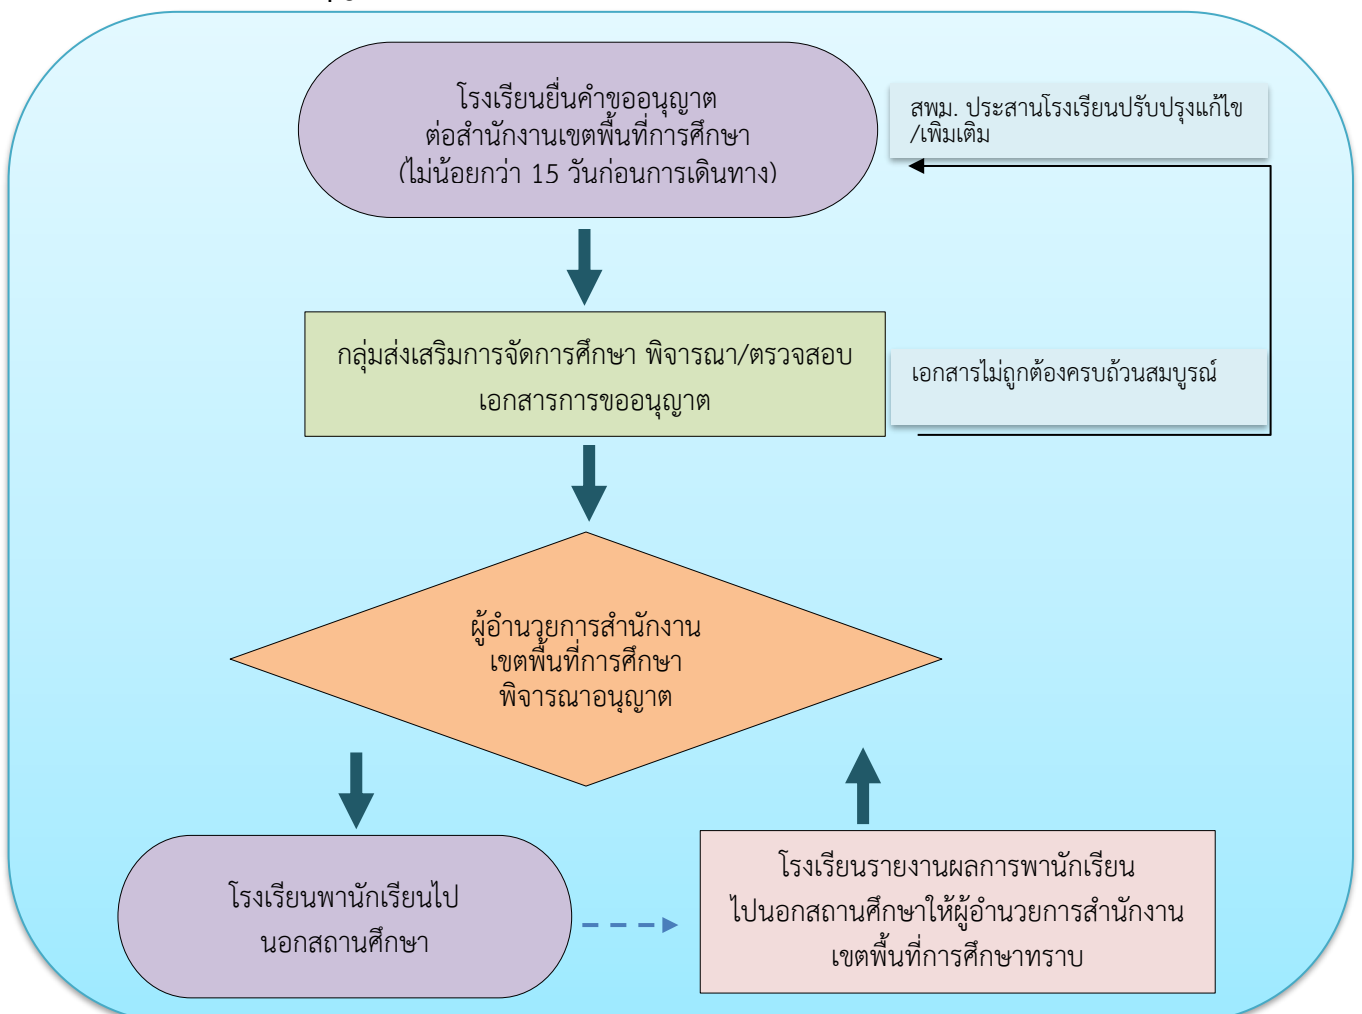 โรงเรียนยื่นคำขออนุญาต
ต่อสำนักงานเขตพื้นที่การศึกษา
(ไม่น้อยกว่า 15 วันก่อนการเดินทาง)
สพม. ประสานโรงเรียนปรับปรุงแก้ไข
/เพิ่มเติม
กลุ่มส่งเสริมการจัดการศึกษา พิจารณา/ตรวจสอบ
เอกสารการขออนุญาต
เอกสารไม่ถูกต้องครบถ้วนสมบูรณ์
ผู้อำนวยการสำนักงาน
เขตพื้นที่การศึกษา
พิจารณาอนุญาต
โรงเรียนพานักเรียนไป
นอกสถานศึกษา
โรงเรียนรายงานผลการพานักเรียน
ไปนอกสถานศึกษาให้ผู้อำนวยการสำนักงาน
เขตพื้นที่การศึกษาทราบ